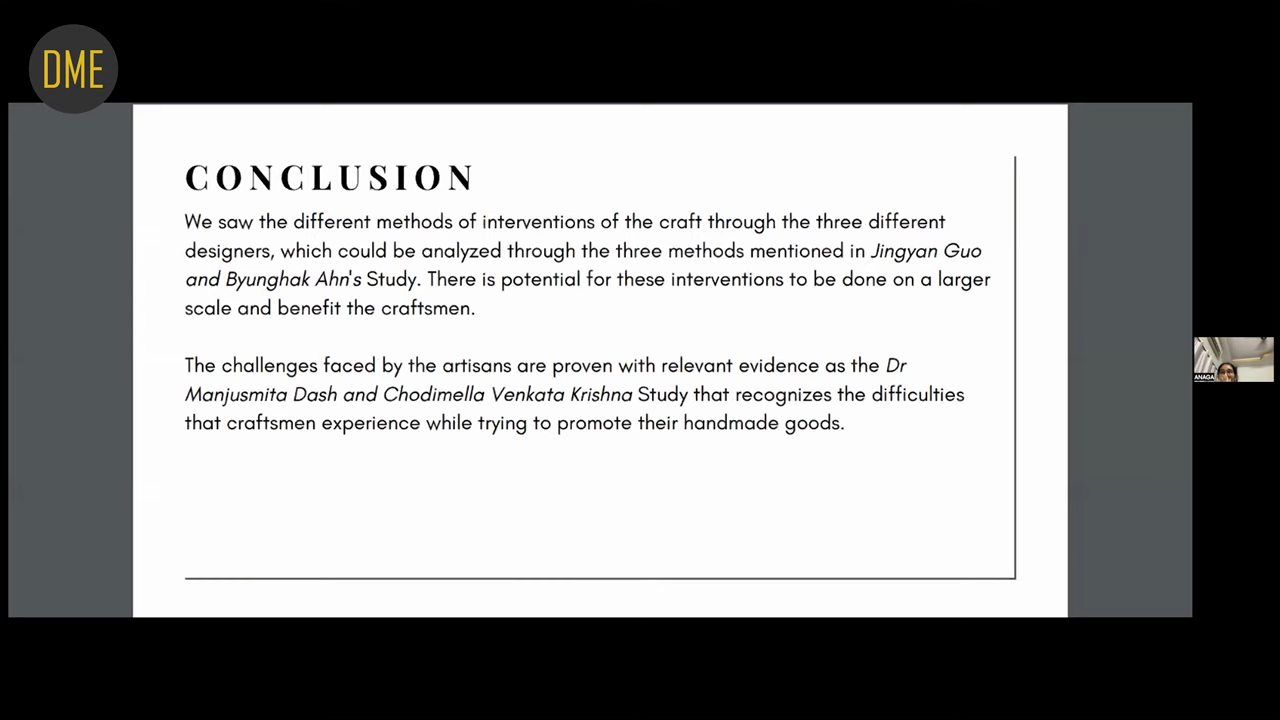 DME
CONCLUSION
We saw the different methods of interventions of the craft through the three different
designers, which could be analyzed through the three methods mentioned in Jingyan Guo
and Byunghak Ahn's Study. There is potential for these interventions to be done on a larger
scale and benefit the craftsmen.
The challenges faced by the artisans are proven with relevant evidence as the Dr
Manjusmita Dash and Chodimella Venkata Krishna Study that recognizes the difficulties
that craftsmen experience while trying to promote their handmade goods.
ANAGA